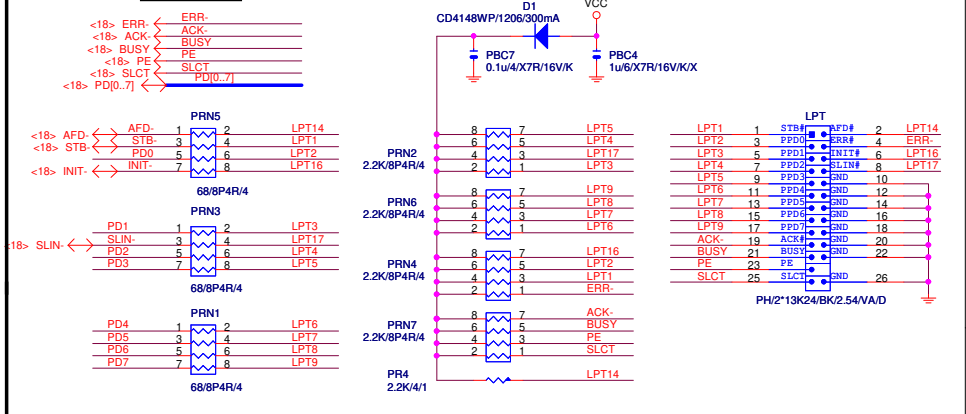 <18> ERR- ERR-
<18> ACK- ACK-
<18> BUSY BUSY
<18> PE PE
<18> SLCT SLCT
<18> PD[0..7] PD[0..7]
D1
CD4148WP/1206/300mA
VCC
PBC7
0.1u/4/X7R/16V/K
PBC4
1u/6/X7R/16V/K/X
PRN5
<18> AFD- AFD- 1 2 LPT14
<18> STB- STB- 3 4 LPT1
PD0 5 6 LPT2
<18> INIT- INIT- 7 8 LPT16
68/8P4R/4
PRN3
PD1 1 2 LPT3
<18> SLIN- SLIN- 3 4 LPT17
PD2 5 6 LPT4
PD3 7 8 LPT5
68/8P4R/4
PRN1
PD4 1 2 LPT6
PD5 3 4 LPT7
PD6 5 6 LPT8
PD7 7 8 LPT9
68/8P4R/4
PRN2
2.2K/8P4R/4
8 7 LPT5
6 5 LPT4
4 3 LPT17
2 1 LPT3
PRN6
2.2K/8P4R/4
8 7 LPT9
6 5 LPT8
4 3 LPT7
2 1 LPT6
PRN4
2.2K/8P4R/4
8 7 LPT16
6 5 LPT2
4 3 LPT1
2 1 ERR-
PRN7
2.2K/8P4R/4
8 7 ACK-
6 5 BUSY
4 3 PE
2 1 SLCT
PR4
2.2K/4/1
LPT14
LPT
LPT1 1 STB# AFD# 2 LPT14
LPT2 3 PPD0 ERR# 4 ERR-
LPT3 5 PPD1 INIT# 6 LPT16
LPT4 7 PPD2 SLIN# 8 LPT17
LPT5 9 PPD3 GND 10
LPT6 11 PPD4 GND 12
LPT7 13 PPD5 GND 14
LPT8 15 PPD6 GND 16
LPT9 17 PPD7 GND 18
ACK- 19 ACK# GND 20
BUSY 21 BUSY GND 22
PE 23 PE
SLCT 25 SLCT GND 26
PH/2*13K24/BK/2.54/VA/D